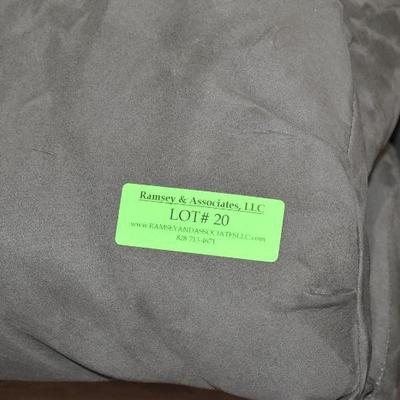 Ramsey & Associates, LLC
LOT# 20
www.RAMSEYANDASSOCIATESLLC.com
828 713-4671